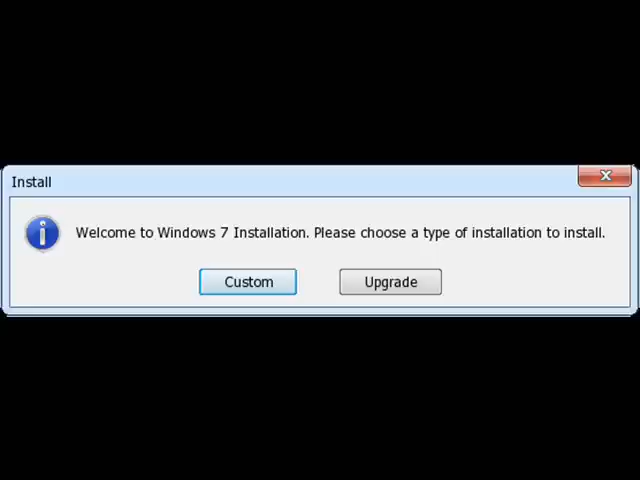 Install
Welcome to Windows 7 Installation. Please choose a type of installation to install.
Custom
Upgrade